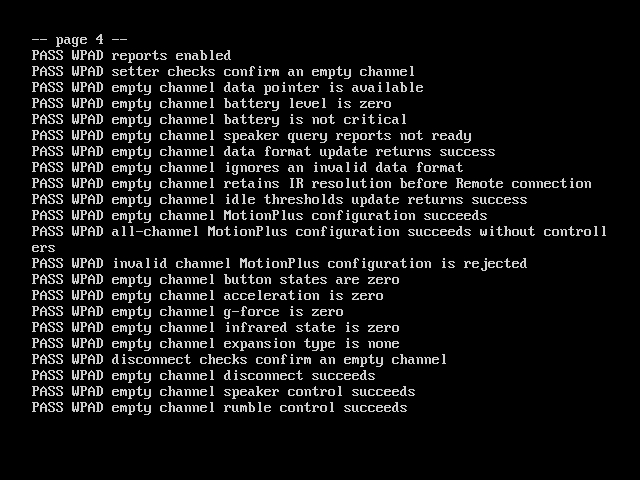 -- page 4 --
PASS WPAD reports enabled
PASS WPAD setter checks confirm an empty channel
PASS WPAD empty channel data pointer is available
PASS WPAD empty channel battery level is zero
PASS WPAD empty channel battery is not critical
PASS WPAD empty channel speaker query reports not ready
PASS WPAD empty channel data format update returns success
PASS WPAD empty channel ignores an invalid data format
PASS WPAD empty channel retains IR resolution before Remote connection
PASS WPAD empty channel idle thresholds update returns success
PASS WPAD empty channel MotionPlus configuration succeeds
PASS WPAD all-channel MotionPlus configuration succeeds without controll
ers
PASS WPAD invalid channel MotionPlus configuration is rejected
PASS WPAD empty channel button states are zero
PASS WPAD empty channel acceleration is zero
PASS WPAD empty channel g-force is zero
PASS WPAD empty channel infrared state is zero
PASS WPAD empty channel expansion type is none
PASS WPAD disconnect checks confirm an empty channel
PASS WPAD empty channel disconnect succeeds
PASS WPAD empty channel speaker control succeeds
PASS WPAD empty channel rumble control succeeds